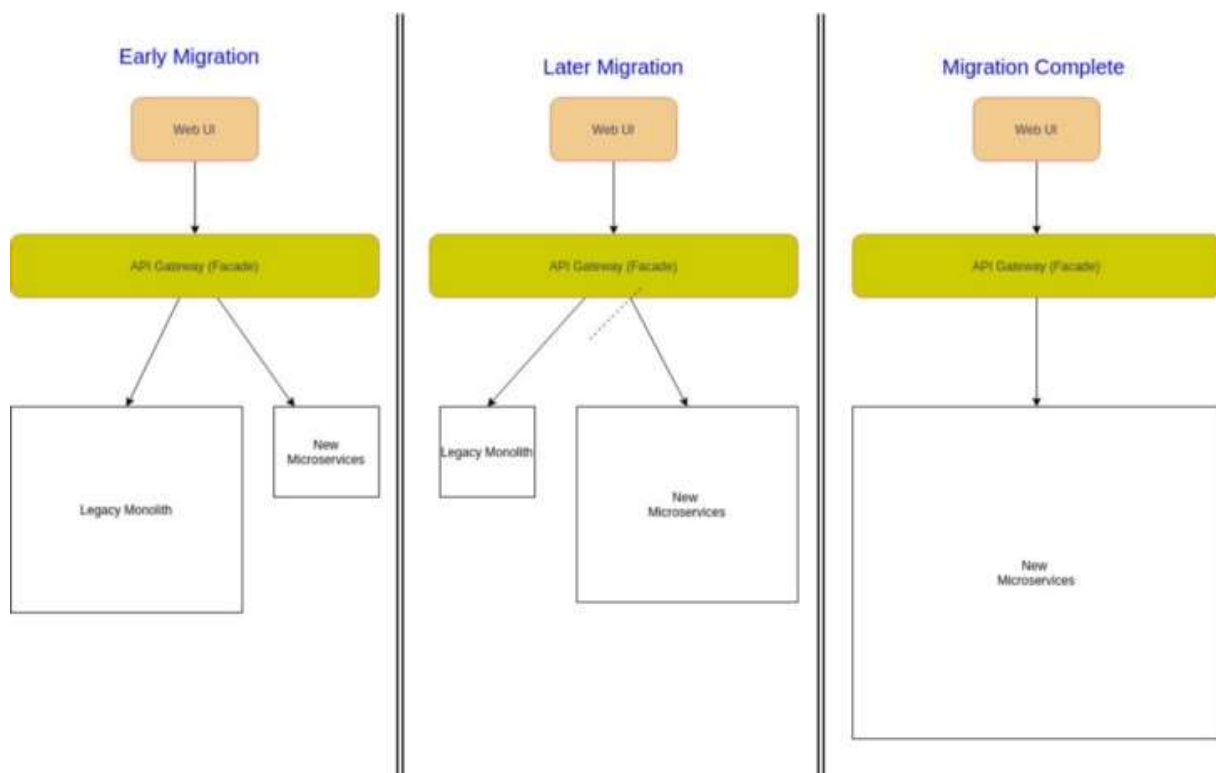 Early Migration
Web UI
API Gateway (Facade)
Legacy Monolith
New
Microservices
Later Migration
Web UI
API Gateway (Facade)
Legacy Monolith
New
Microservices
Migration Complete
Web UI
API Gateway (Facade)
New
Microservices